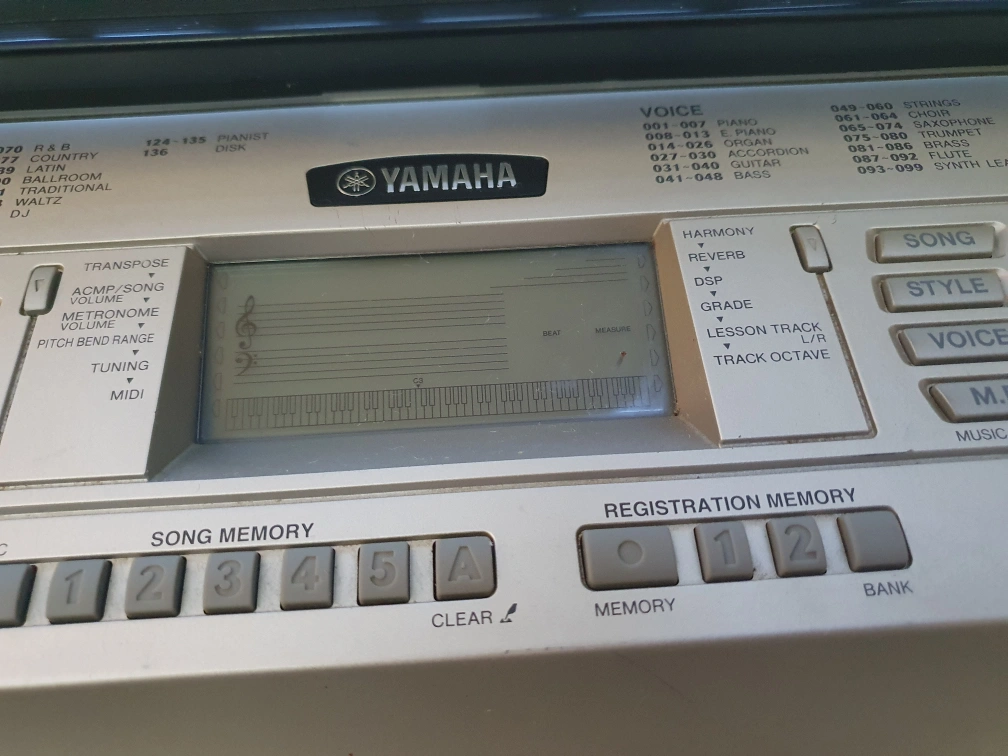 070 R & B
77 COUNTRY
89 LATIN
BALLROOM
TRADITIONAL
WALTZ
DJ
124-135 PIANIST
136 DISK
YAMAHA
VOICE
001-007 PIANO
008-013 E. PIANO
014-026 ORGAN
027-030 ACCORDION
031-040 GUITAR
041-048 BASS
049-060 STRINGS
061-064 CHOIR
065-074 SAXOPHONE
075-080 TRUMPET
081-086 BRASS
087-092 FLUTE
093-099 SYNTH LEA
TRANSPOSE
ACMP/SONG
VOLUME
METRONOME
VOLUME
PITCH BEND RANGE
TUNING
MIDI
BEAT
MEASURE
C3
HARMONY
REVERB
DSP
GRADE
LESSON TRACK
L/R
TRACK OCTAVE
SONG
STYLE
VOICE
M.
MUSIC
C
SONG MEMORY
1 2 3 4 5 A
CLEAR
REGISTRATION MEMORY
1 2
MEMORY
BANK